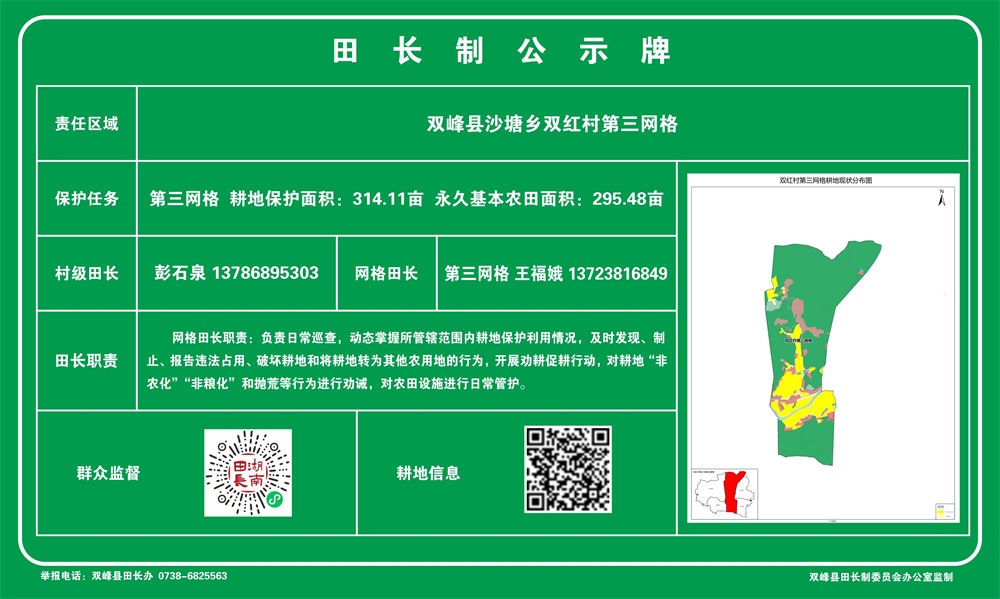 田长制公示牌
责任区域
双峰县沙塘乡双红村第三网格
保护任务
第三网格 耕地保护面积：314.11亩 永久基本农田面积：295.48亩
双红村第三网格耕地现状分布图
N
村级田长
彭石泉 13786895303
网格田长
第三网格 王福娥 13723816849
田长职责
网格田长职责：负责日常巡查，动态掌握所管辖范围内耕地保护利用情况，及时发现、制
止、报告违法占用、破坏耕地和将耕地转为其他农用地的行为，开展劝耕促耕行动，对耕地“非
农化”“非粮化”和抛荒等行为进行劝诫，对农田设施进行日常管护。
群众监督
湖南田長
耕地信息
举报电话：双峰县田长办 0738-6825563
双峰县田长制委员会办公室监制